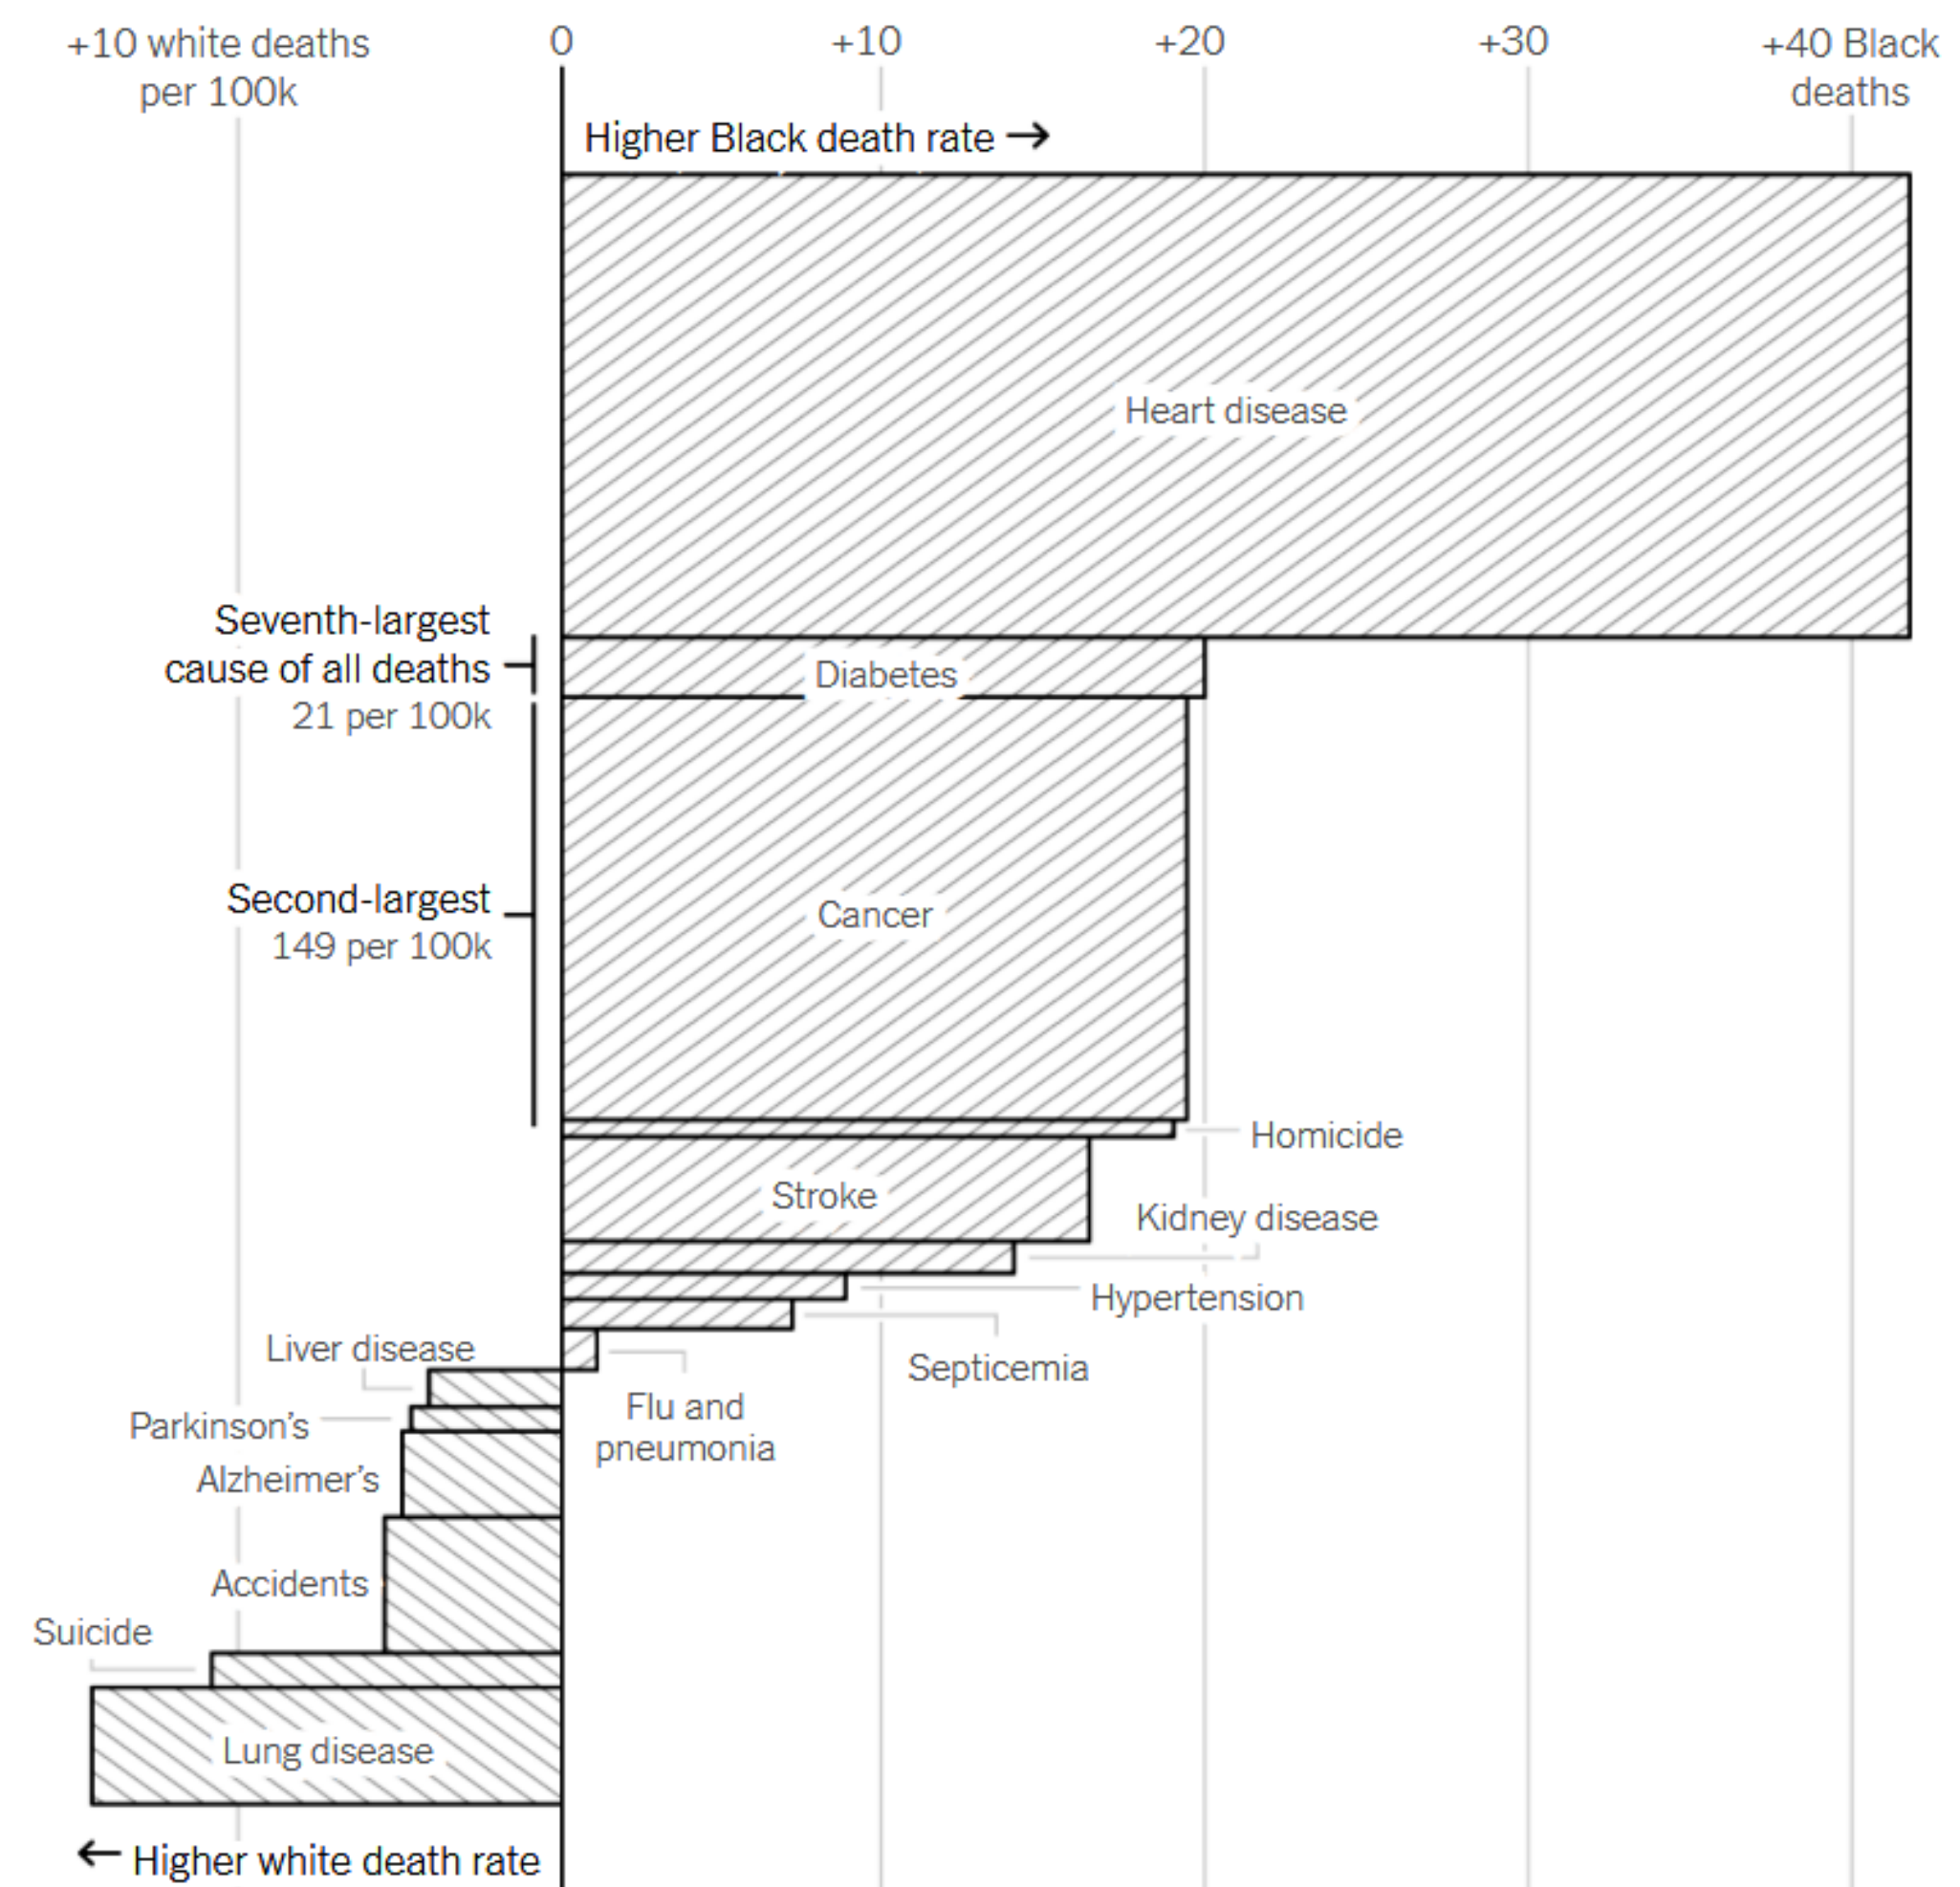 +10 white deaths
per 100k
0
+10
+20
+30
+40 Black
deaths
Higher Black death rate →
Heart disease
Seventh-largest
cause of all deaths
21 per 100k
Diabetes
Second-largest
149 per 100k
Cancer
Homicide
Stroke
Kidney disease
Hypertension
Septicemia
Flu and
pneumonia
Liver disease
Parkinson’s
Alzheimer’s
Accidents
Suicide
Lung disease
← Higher white death rate